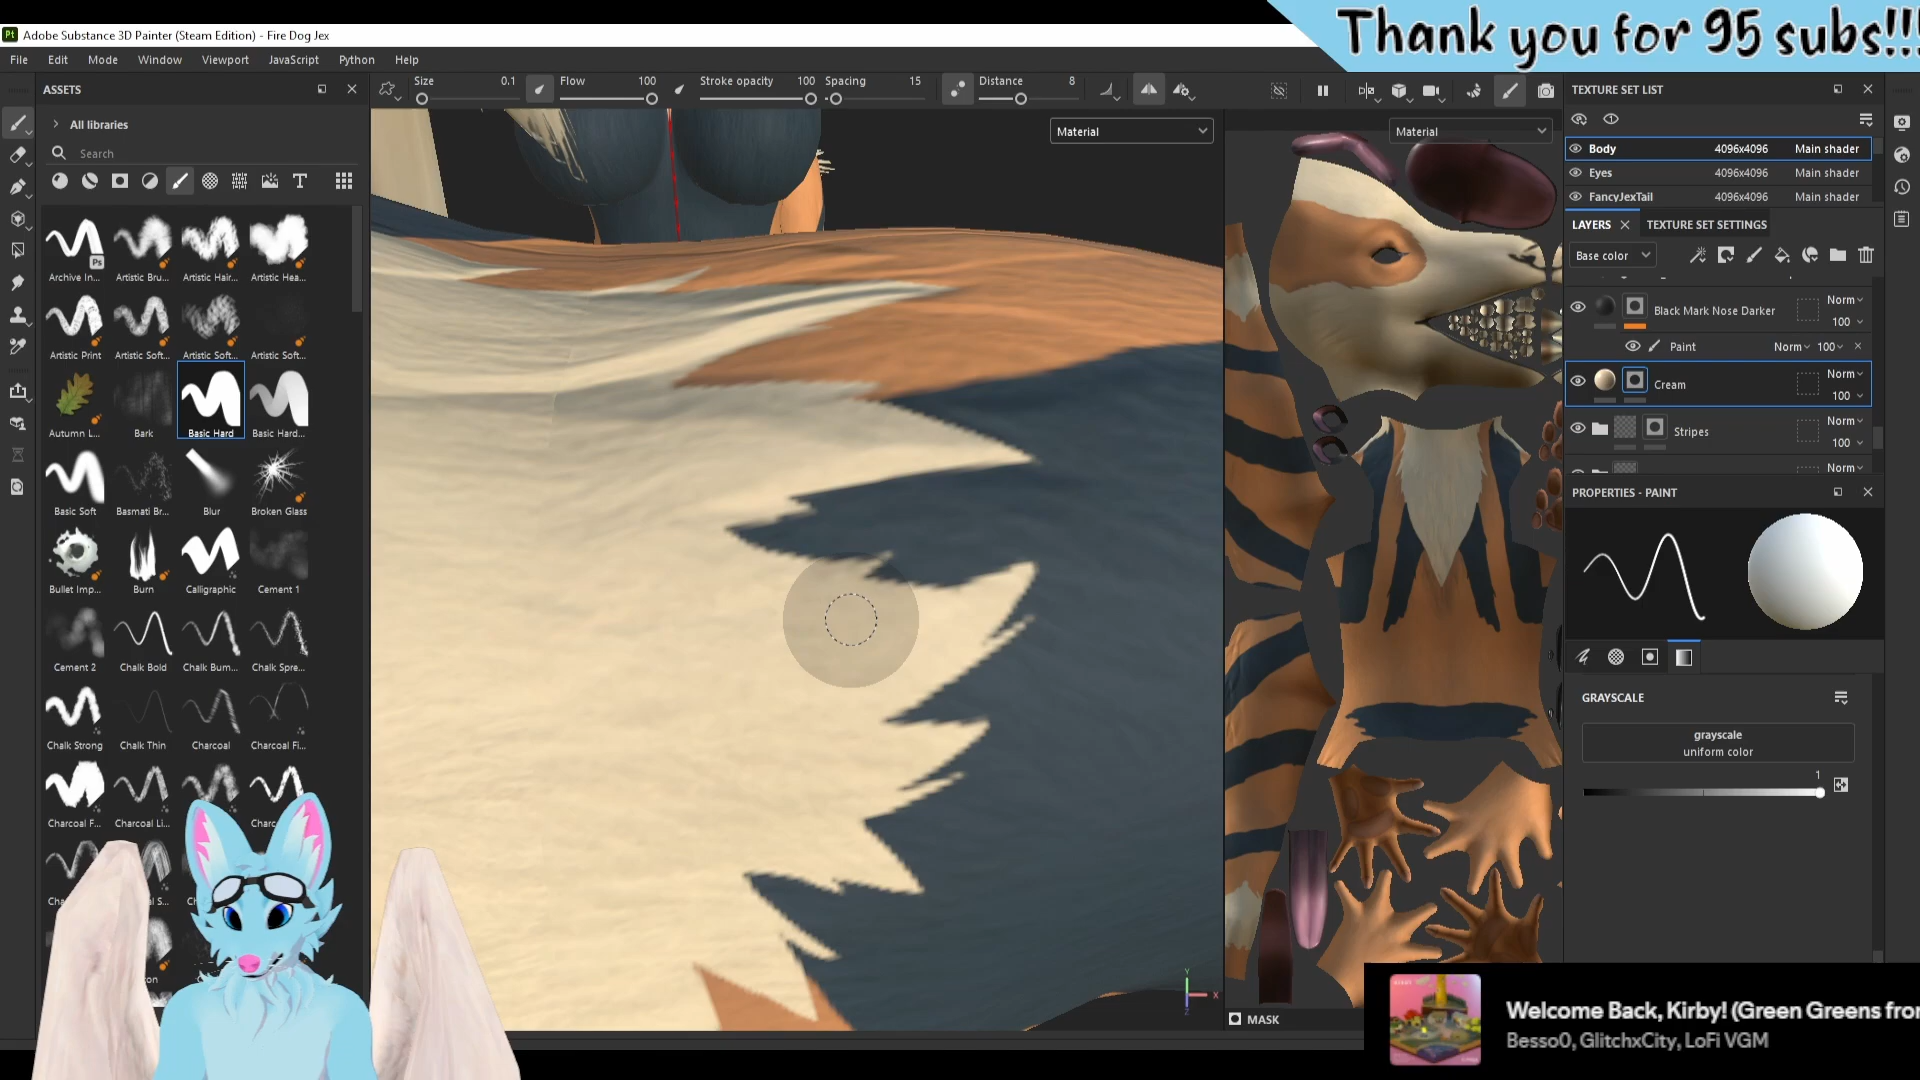 Thank you for 95 subs!!!
Adobe Substance 3D Painter (Steam Edition) - Fire Dog Jex
File Edit Mode Window Viewport JavaScript Python Help
ASSETS
Size 0.1 Flow 100 Stroke opacity 100 Spacing 15 Distance 8
TEXTURE SET LIST
All libraries
Search
Material
Material
Body 4096x4096 Main shader
Eyes 4096x4096 Main shader
FancyJexTail 4096x4096 Main shader
LAYERS TEXTURE SET SETTINGS
Base color
Archive In... Artistic Bru... Artistic Hair... Artistic Hea...
Artistic Print Artistic Soft... Artistic Soft... Artistic Soft...
Autumn L... Bark Basic Hard Basic Hard...
Basic Soft Basmati Br... Blur Broken Glass
Bullet Imp... Burn Calligraphic Cement 1
Cement 2 Chalk Bold Chalk Bum... Chalk Spre...
Chalk Strong Chalk Thin Charcoal Charcoal Fi...
Charcoal F... Charcoal Li...
Black Mark Nose Darker Norm 100
Paint Norm 100
Cream Norm 100
Stripes Norm 100
Norm
PROPERTIES - PAINT
GRAYSCALE
grayscale
uniform color
1
MASK
Welcome Back, Kirby! (Green Greens fro
Besso0, GlitchxCity, LoFi VGM